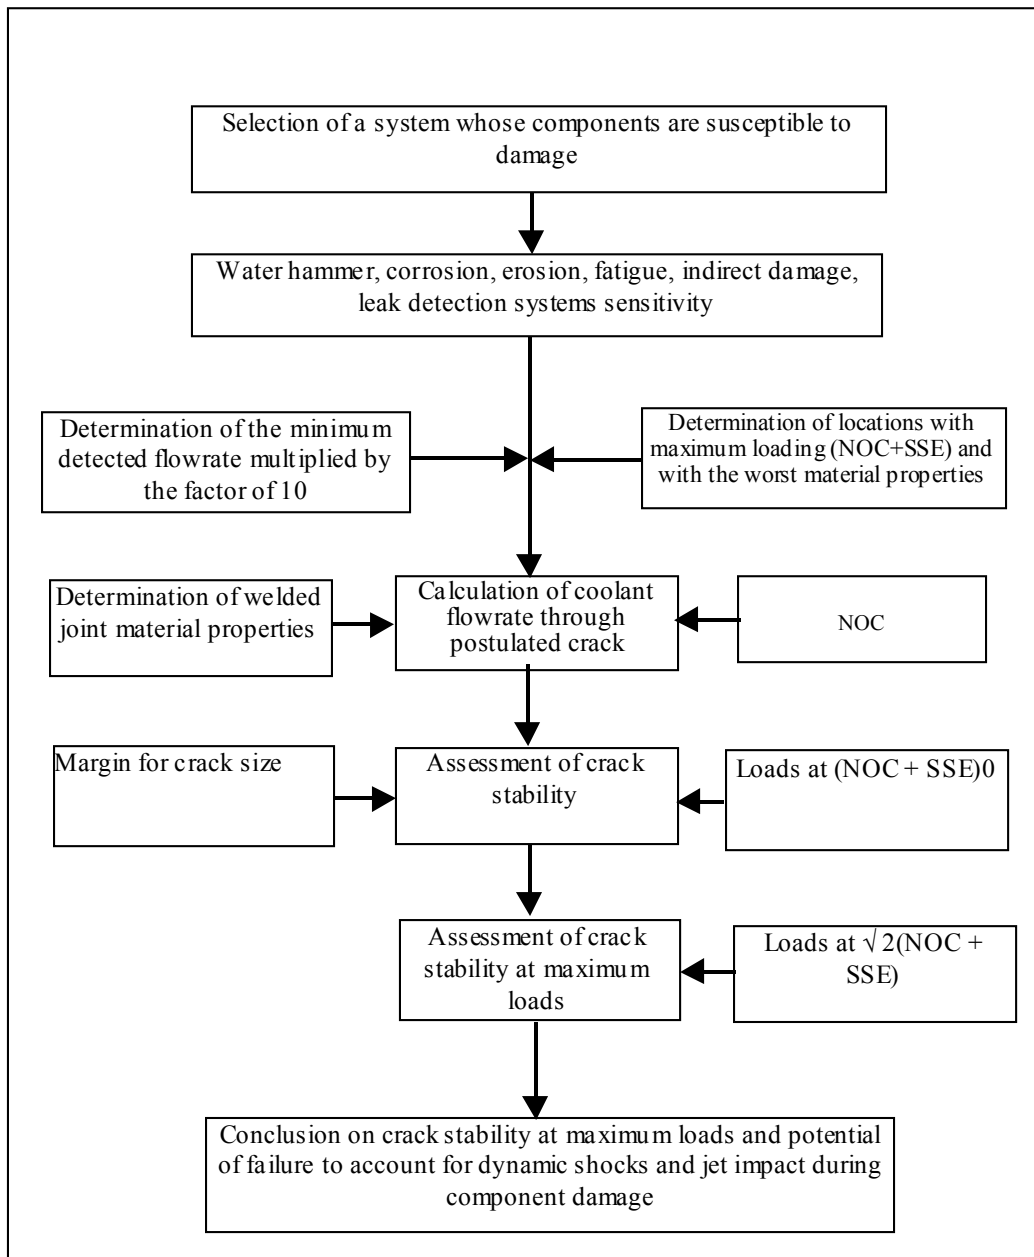 Selection of a system whose components are susceptible to
damage
Water hammer, corrosion, erosion, fatigue, indirect damage,
leak detection systems sensitivity
Determination of the minimum
detected flowrate multiplied by
the factor of 10
Determination of locations with
maximum loading (NOC+SSE) and
with the worst material properties
Determination of welded
joint material properties
Calculation of coolant
flowrate through
postulated crack
NOC
Margin for crack size
Assessment of crack
stability
Loads at (NOC + SSE)0
Assessment of crack
stability at maximum
loads
Loads at √2(NOC +
SSE)
Conclusion on crack stability at maximum loads and potential
of failure to account for dynamic shocks and jet impact during
component damage